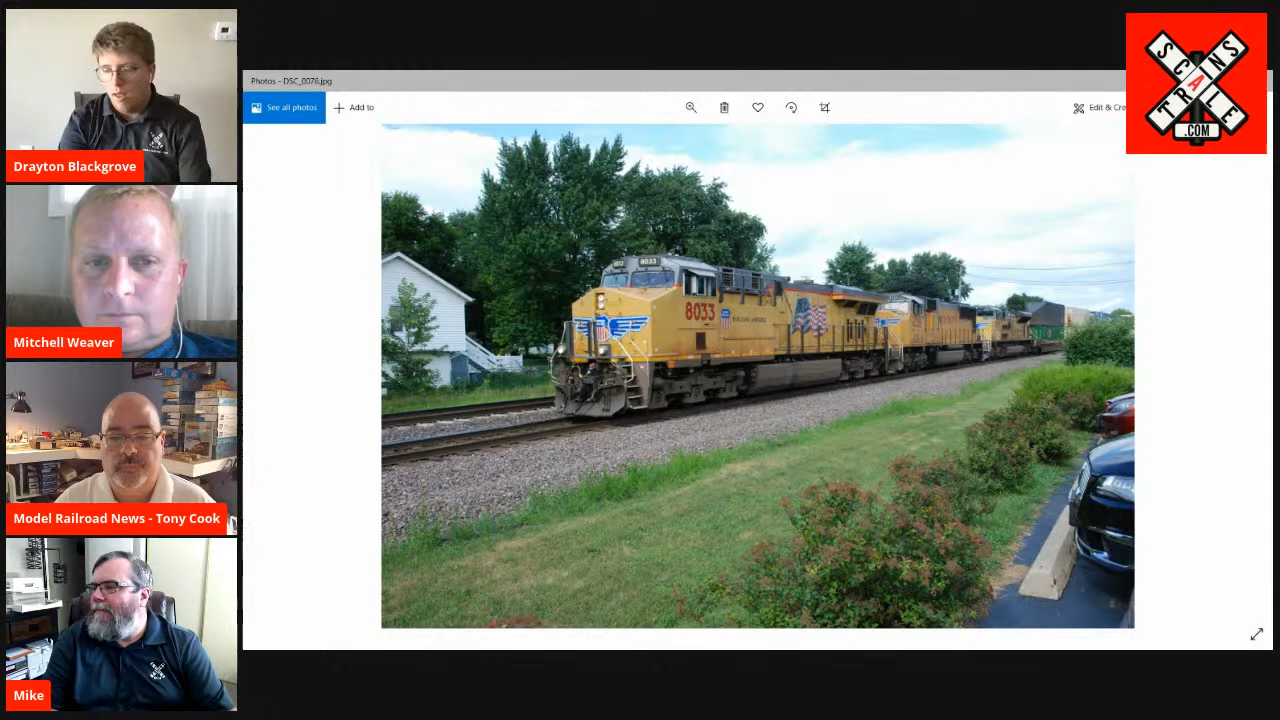 Drayton Blackgrove
Mitchell Weaver
Model Railroad News - Tony Cook
Mike
Photos - DSC_0076.jpg
See all photos
Add to
Edit & Cre
8033
8033
SCALE
TRAINS
.COM